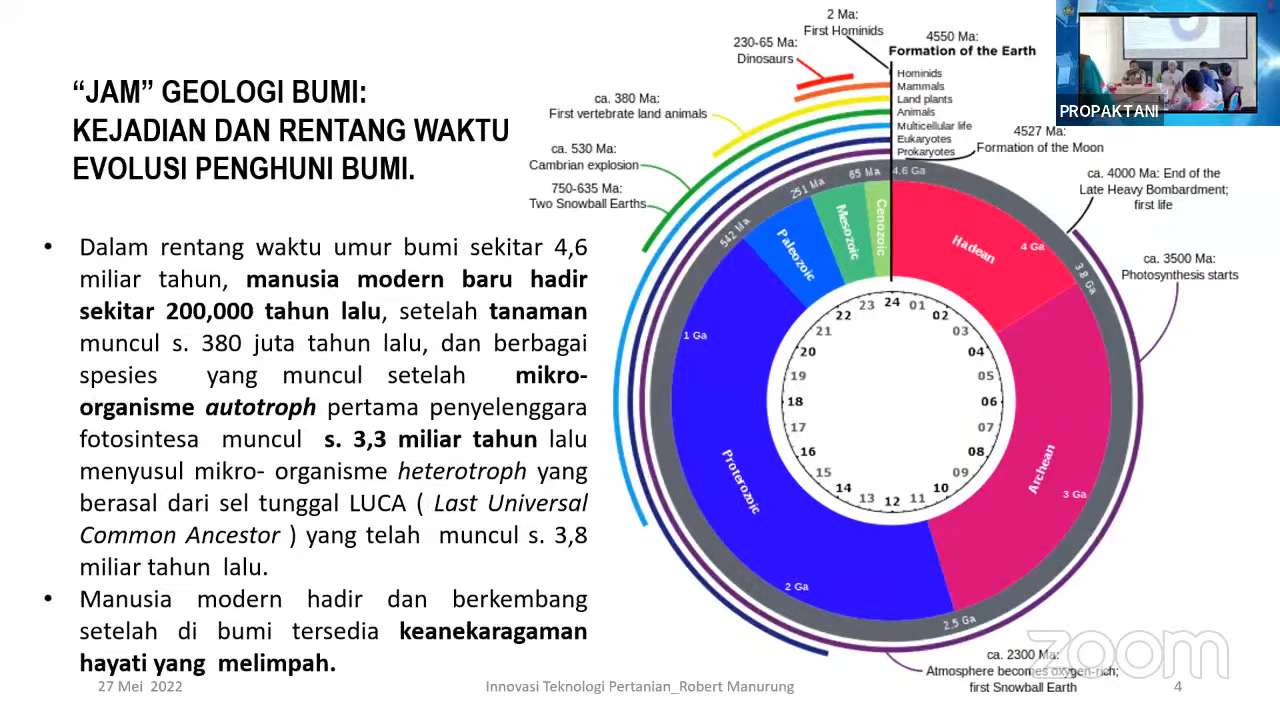 “JAM” GEOLOGI BUMI:
KEJADIAN DAN RENTANG WAKTU
EVOLUSI PENGHUNI BUMI.
• Dalam rentang waktu umur bumi sekitar 4,6
miliar tahun, manusia modern baru hadir
sekitar 200,000 tahun lalu, setelah tanaman
muncul s. 380 juta tahun lalu, dan berbagai
spesies yang muncul setelah mikro-
organisme autotroph pertama penyelenggara
fotosintesa muncul s. 3,3 miliar tahun lalu
menyusul mikro- organisme heterotroph yang
berasal dari sel tunggal LUCA ( Last Universal
Common Ancestor ) yang telah muncul s. 3,8
miliar tahun lalu.
• Manusia modern hadir dan berkembang
setelah di bumi tersedia keanekaragaman
hayati yang melimpah.
2 Ma:
First Hominids
230-65 Ma:
Dinosaurs
4550 Ma:
Formation of the Earth
ca. 380 Ma:
First vertebrate land animals
ca. 530 Ma:
Cambrian explosion
750-635 Ma:
Two Snowball Earths
Hominids
Mammals
Land plants
Animals
Multicellular life
Eukaryotes
Prokaryotes
4527 Ma:
Formation of the Moon
ca. 4000 Ma: End of the
Late Heavy Bombardment;
first life
ca. 3500 Ma:
Photosynthesis starts
ca. 2300 Ma:
Atmosphere becomes oxygen-rich;
first Snowball Earth
4,6 Ga
Hadean
4 Ga
3 8 Ga
Archean
3 Ga
2,5 Ga
2 Ga
Proterozoic
1 Ga
542 Ma
Paleozoic
251 Ma
Mesozoic
65 Ma
Cenozoic
24
01
02
03
04
05
06
07
08
09
10
11
12
13
14
15
16
17
18
19
20
21
22
23
PROPAKTANI
zoom
27 Mei 2022
Innovasi Teknologi Pertanian_Robert Manurung
4